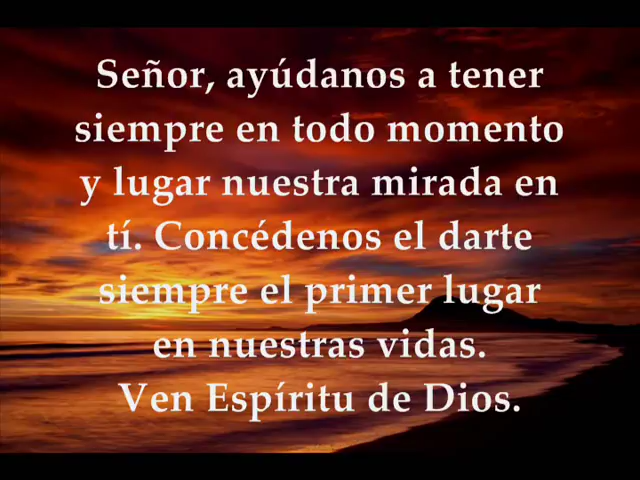 Señor, ayúdanos a tener
siempre en todo momento
y lugar nuestra mirada en
tí. Concédenos el darte
siempre el primer lugar
en nuestras vidas.
Ven Espíritu de Dios.